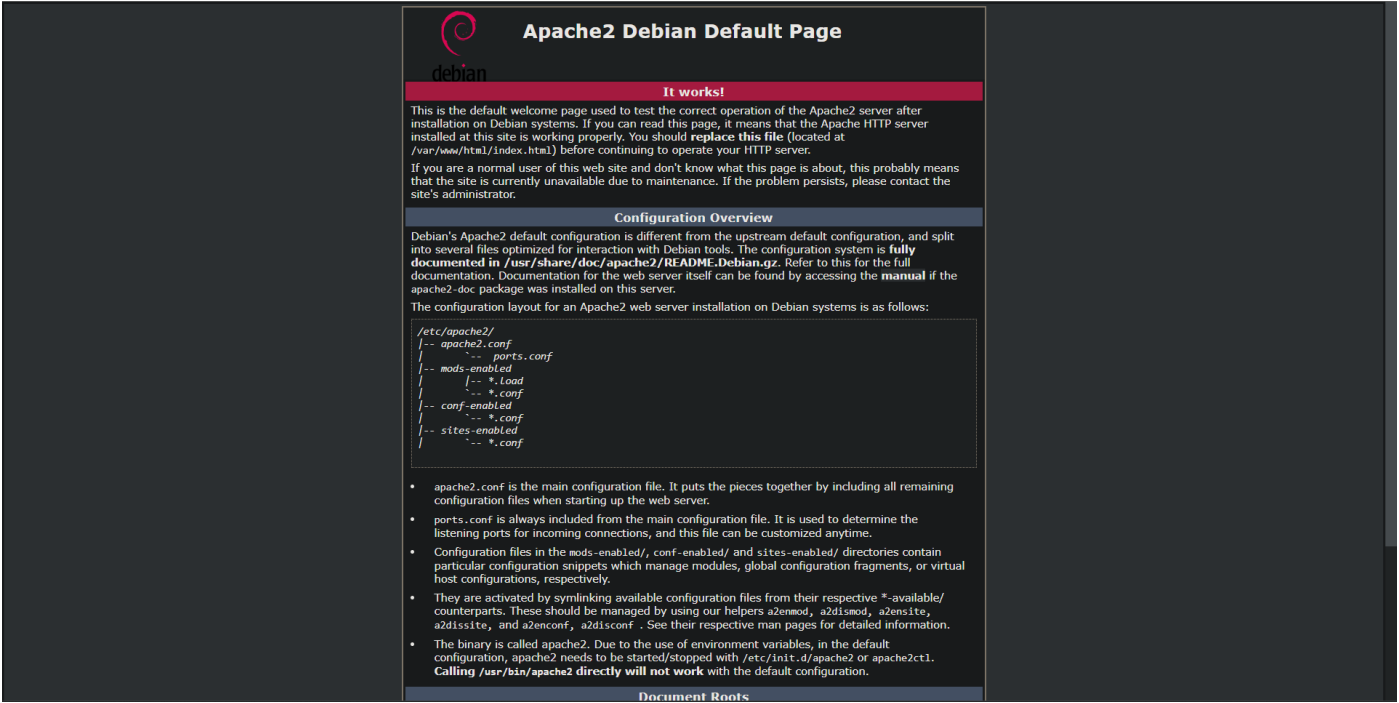 debian
Apache2 Debian Default Page
It works!
This is the default welcome page used to test the correct operation of the Apache2 server after
installation on Debian systems. If you can read this page, it means that the Apache HTTP server
installed at this site is working properly. You should replace this file (located at
/var/www/html/index.html) before continuing to operate your HTTP server.
If you are a normal user of this web site and don't know what this page is about, this probably means
that the site is currently unavailable due to maintenance. If the problem persists, please contact the
site's administrator.
Configuration Overview
Debian's Apache2 default configuration is different from the upstream default configuration, and split
into several files optimized for interaction with Debian tools. The configuration system is fully
documented in /usr/share/doc/apache2/README.Debian.gz. Refer to this for the full
documentation. Documentation for the web server itself can be found by accessing the manual if the
apache2-doc package was installed on this server.
The configuration layout for an Apache2 web server installation on Debian systems is as follows:
/etc/apache2/
|-- apache2.conf
|       `--  ports.conf
|-- mods-enabled
|       |-- *.load
|       `-- *.conf
|-- conf-enabled
|       `-- *.conf
|-- sites-enabled
|       `-- *.conf
• apache2.conf is the main configuration file. It puts the pieces together by including all remaining
configuration files when starting up the web server.
• ports.conf is always included from the main configuration file. It is used to determine the
listening ports for incoming connections, and this file can be customized anytime.
• Configuration files in the mods-enabled/, conf-enabled/ and sites-enabled/ directories contain
particular configuration snippets which manage modules, global configuration fragments, or virtual
host configurations, respectively.
• They are activated by symlinking available configuration files from their respective *-available/
counterparts. These should be managed by using our helpers a2enmod, a2dismod, a2ensite,
a2dissite, and a2enconf, a2disconf . See their respective man pages for detailed information.
• The binary is called apache2. Due to the use of environment variables, in the default
configuration, apache2 needs to be started/stopped with /etc/init.d/apache2 or apache2ctl.
Calling /usr/bin/apache2 directly will not work with the default configuration.
Document Roots